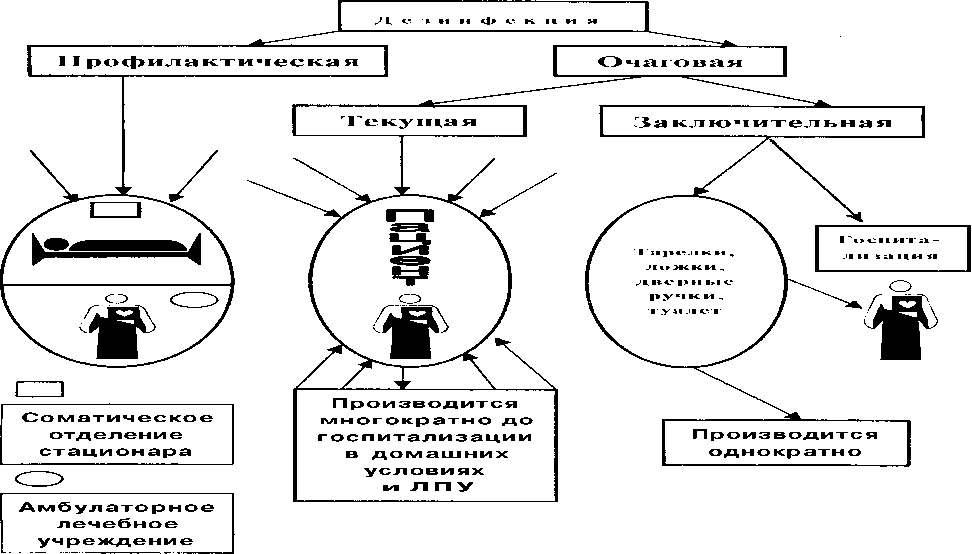 Дезинфекция
Профилактическая
Очаговая
Текущая
Заключительная
Пациент
Тарелки,
ложки,
дверные
ручки,
туалет
Госпита-
лизация
Соматическое
отделение
стационара
Амбулаторное
лечебное
учреждение
Производится
многократно до
госпитализации
в домашних
условиях
и ЛПУ
Производится
однократно